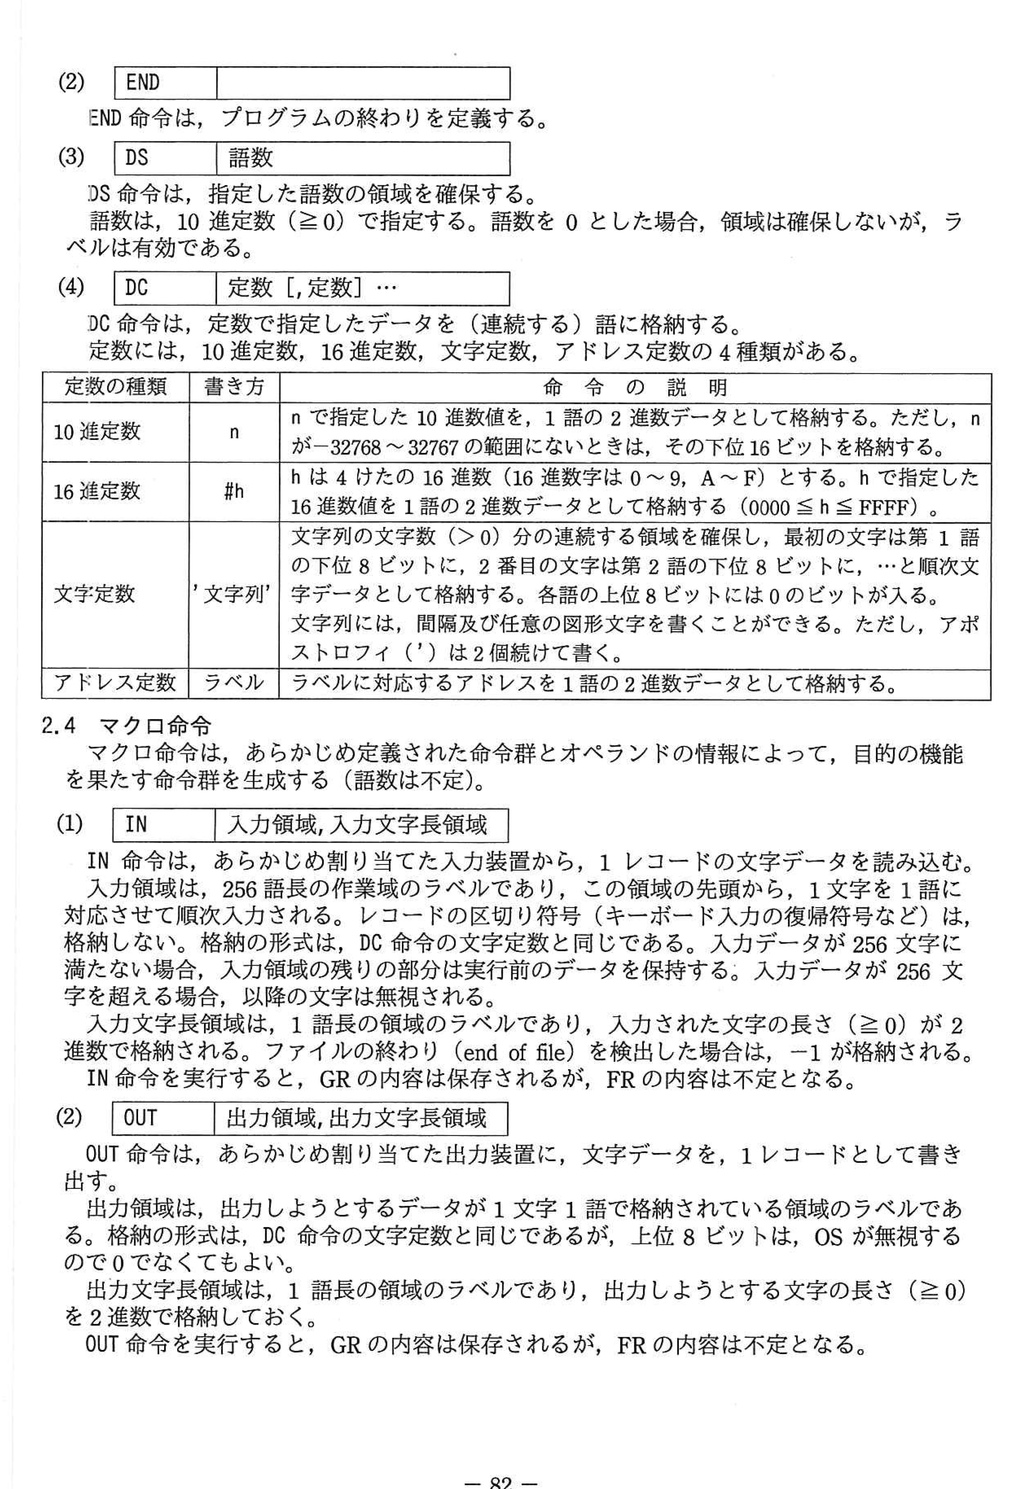 (2) END
END 命令は，プログラムの終わりを定義する。
(3) DS 語数
DS 命令は，指定した語数の領域を確保する。
語数は，10 進定数（≧0）で指定する。語数を 0 とした場合，領域は確保しないが，ラ
ベルは有効である。
(4) DC 定数［,定数］…
DC 命令は，定数で指定したデータを（連続する）語に格納する。
定数には，10 進定数，16 進定数，文字定数，アドレス定数の 4 種類がある。
定数の種類 書き方 命　令　の　説　明
10 進定数 n n で指定した 10 進数値を，1 語の 2 進数データとして格納する。ただし，n
が－32768～32767 の範囲にないときは，その下位 16 ビットを格納する。
16 進定数 #h h は 4 けたの 16 進数（16 進数字は 0～9，A～F）とする。h で指定した
16 進数値を 1 語の 2 進数データとして格納する（0000≦h≦FFFF）。
文字定数 '文字列' 文字列の文字数（＞0）分の連続する領域を確保し，最初の文字は第 1 語
の下位 8 ビットに，2 番目の文字は第 2 語の下位 8 ビットに，…と順次文
字データとして格納する。各語の上位 8 ビットには 0 のビットが入る。
文字列には，間隔及び任意の図形文字を書くことができる。ただし，アポ
ストロフィ（'）は 2 個続けて書く。
アドレス定数 ラベル ラベルに対応するアドレスを 1 語の 2 進数データとして格納する。
2.4　マクロ命令
マクロ命令は，あらかじめ定義された命令群とオペランドの情報によって，目的の機能
を果たす命令群を生成する（語数は不定）。
(1) IN 入力領域,入力文字長領域
IN 命令は，あらかじめ割り当てた入力装置から，1 レコードの文字データを読み込む。
入力領域は，256 語長の作業域のラベルであり，この領域の先頭から，1 文字を 1 語に
対応させて順次入力される。レコードの区切り符号（キーボード入力の復帰符号など）は，
格納しない。格納の形式は，DC 命令の文字定数と同じである。入力データが 256 文字に
満たない場合，入力領域の残りの部分は実行前のデータを保持する。入力データが 256 文
字を超える場合，以降の文字は無視される。
入力文字長領域は，1 語長の領域のラベルであり，入力された文字の長さ（≧0）が 2
進数で格納される。ファイルの終わり（end of file）を検出した場合は，－1 が格納される。
IN 命令を実行すると，GR の内容は保存されるが，FR の内容は不定となる。
(2) OUT 出力領域,出力文字長領域
OUT 命令は，あらかじめ割り当てた出力装置に，文字データを，1 レコードとして書き
出す。
出力領域は，出力しようとするデータが 1 文字 1 語で格納されている領域のラベルであ
る。格納の形式は，DC 命令の文字定数と同じであるが，上位 8 ビットは，OS が無視する
ので 0 でなくてもよい。
出力文字長領域は，1 語長の領域のラベルであり，出力しようとする文字の長さ（≧0）
を 2 進数で格納しておく。
OUT 命令を実行すると，GR の内容は保存されるが，FR の内容は不定となる。
－ 82 －